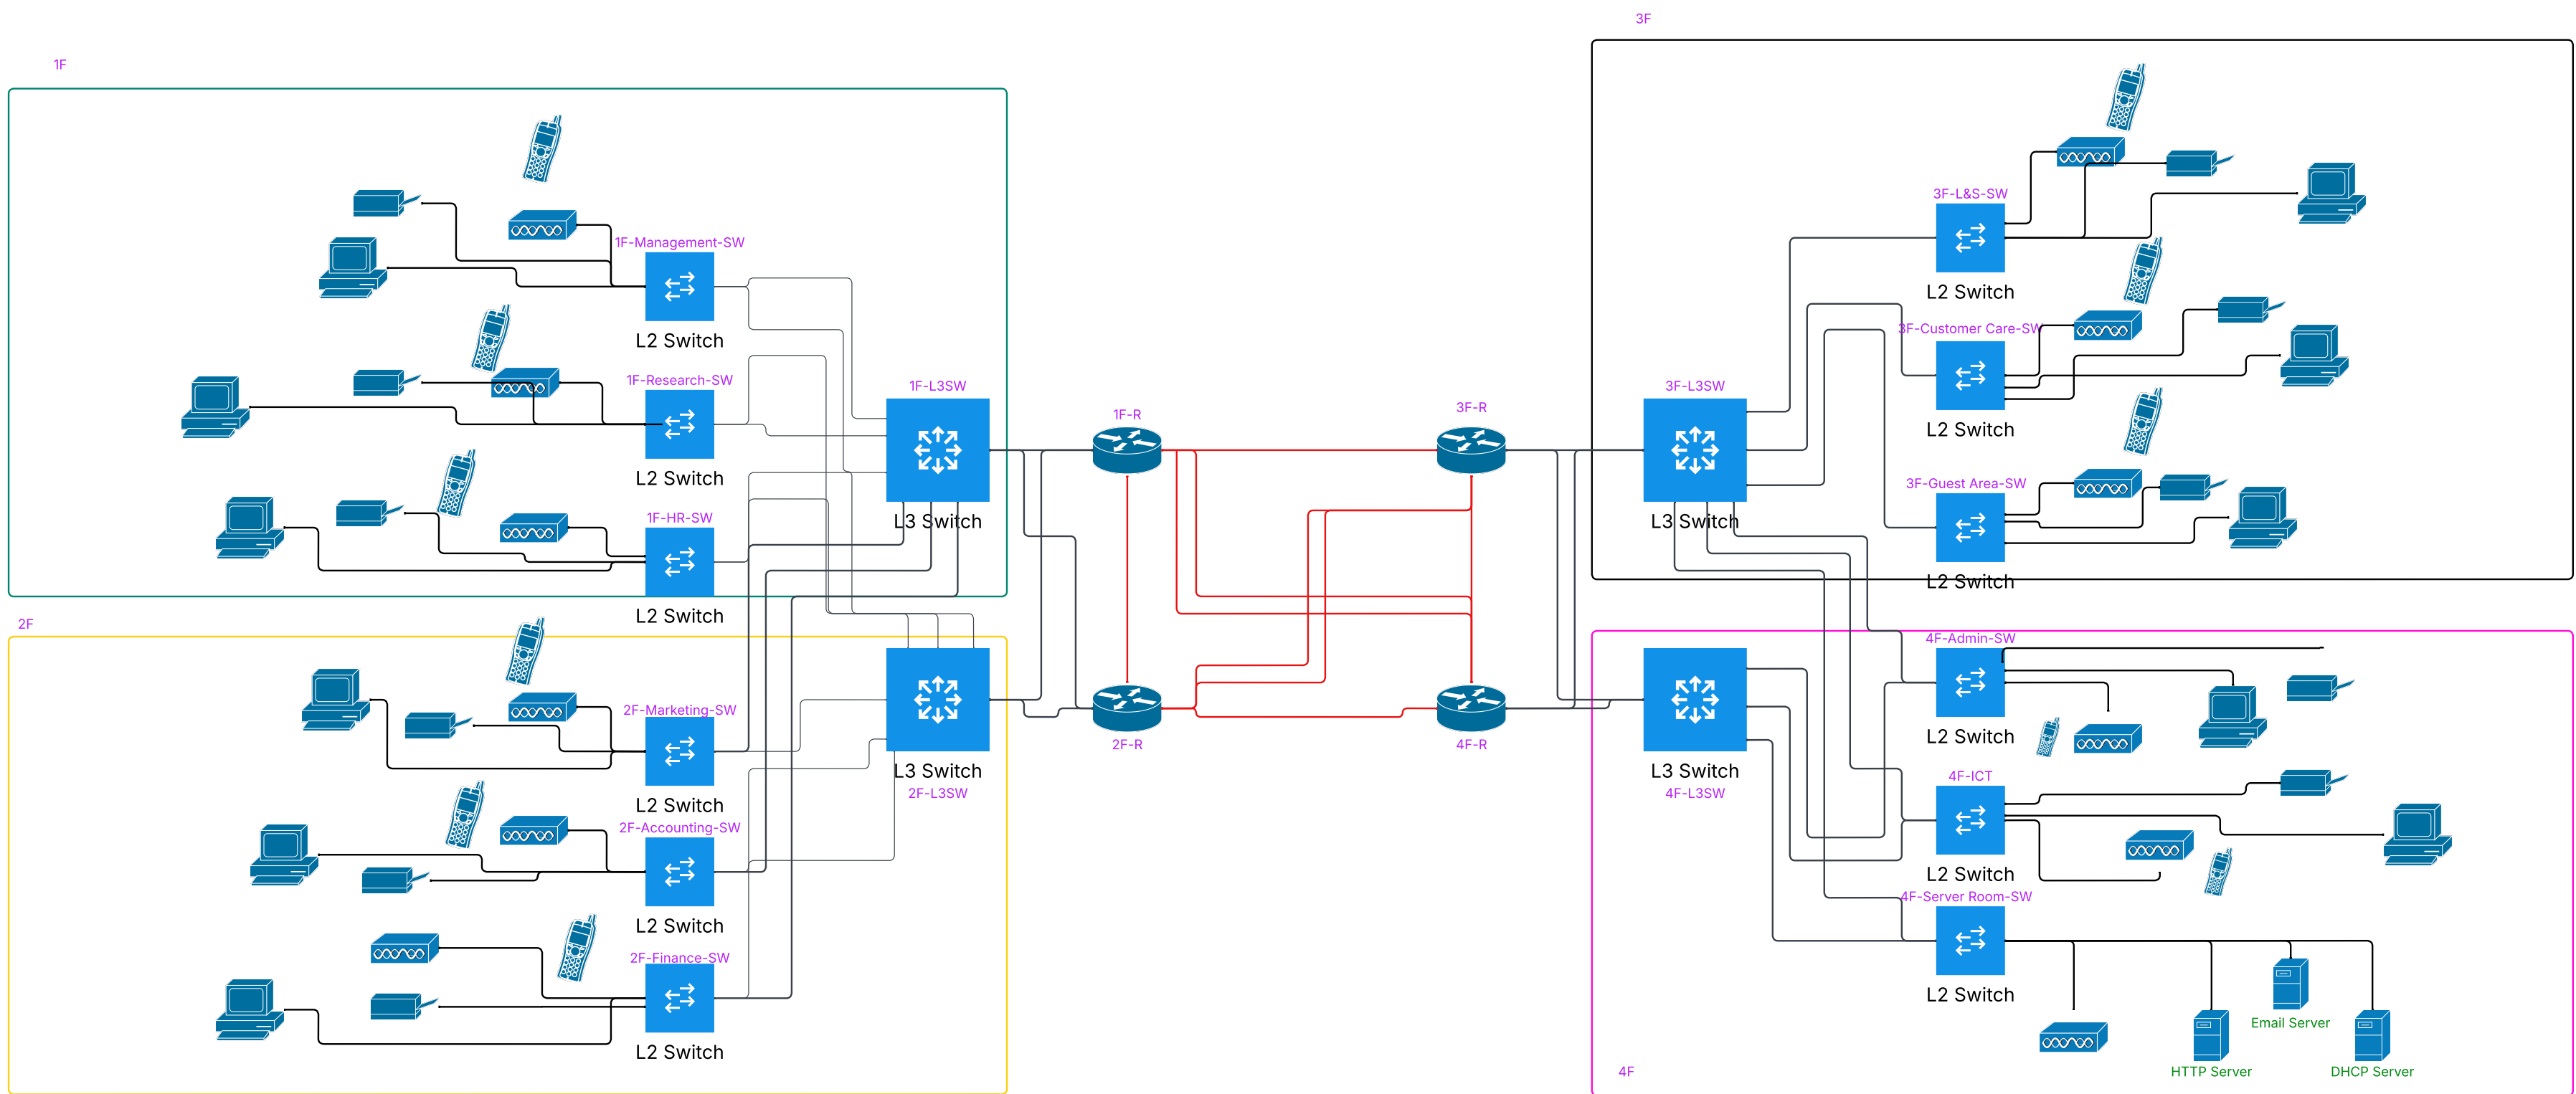 1F
1F-Management-SW
L2 Switch
1F-Research-SW
L2 Switch
1F-HR-SW
L2 Switch
1F-L3SW
L3 Switch
2F
2F-Marketing-SW
L2 Switch
2F-Accounting-SW
L2 Switch
2F-Finance-SW
L2 Switch
L3 Switch
2F-L3SW
1F-R
3F-R
2F-R
4F-R
3F
3F-L3SW
L3 Switch
3F-L&S-SW
L2 Switch
3F-Customer Care-SW
L2 Switch
3F-Guest Area-SW
L2 Switch
L3 Switch
4F-L3SW
4F-Admin-SW
L2 Switch
4F-ICT
L2 Switch
4F-Server Room-SW
L2 Switch
Email Server
HTTP Server
DHCP Server
4F